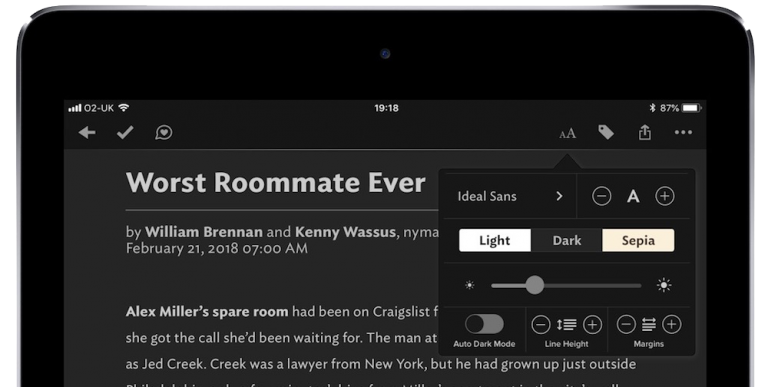 O2-UK 19:18 87%
AA
Worst Roommate Ever
Ideal Sans A
by William Brennan and Kenny Wassus, nyma
February 21, 2018 07:00 AM
Light Dark Sepia
Alex Miller's spare room had been on Craigslist f
she got the call she'd been waiting for. The man at
Auto Dark Mode Line Height Margins
as Jed Creek. Creek was a lawyer from New York, but he had grown up just outside